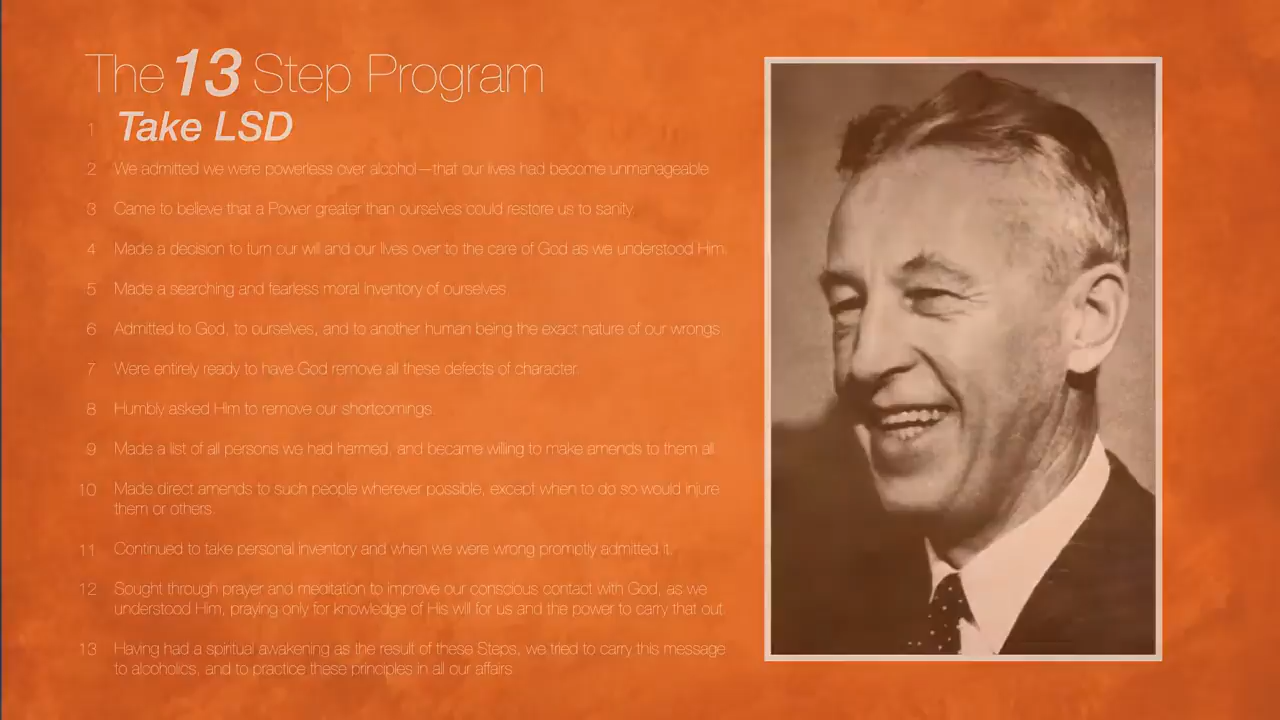 The 13 Step Program
1 Take LSD
2 We admitted we were powerless over alcohol—that our lives had become unmanageable.
3 Came to believe that a Power greater than ourselves could restore us to sanity.
4 Made a decision to turn our will and our lives over to the care of God as we understood Him.
5 Made a searching and fearless moral inventory of ourselves.
6 Admitted to God, to ourselves, and to another human being the exact nature of our wrongs.
7 Were entirely ready to have God remove all these defects of character.
8 Humbly asked Him to remove our shortcomings.
9 Made a list of all persons we had harmed, and became willing to make amends to them all.
10 Made direct amends to such people wherever possible, except when to do so would injure
them or others.
11 Continued to take personal inventory and when we were wrong promptly admitted it.
12 Sought through prayer and meditation to improve our conscious contact with God, as we
understood Him, praying only for knowledge of His will for us and the power to carry that out.
13 Having had a spiritual awakening as the result of these Steps, we tried to carry this message
to alcoholics, and to practice these principles in all our affairs.